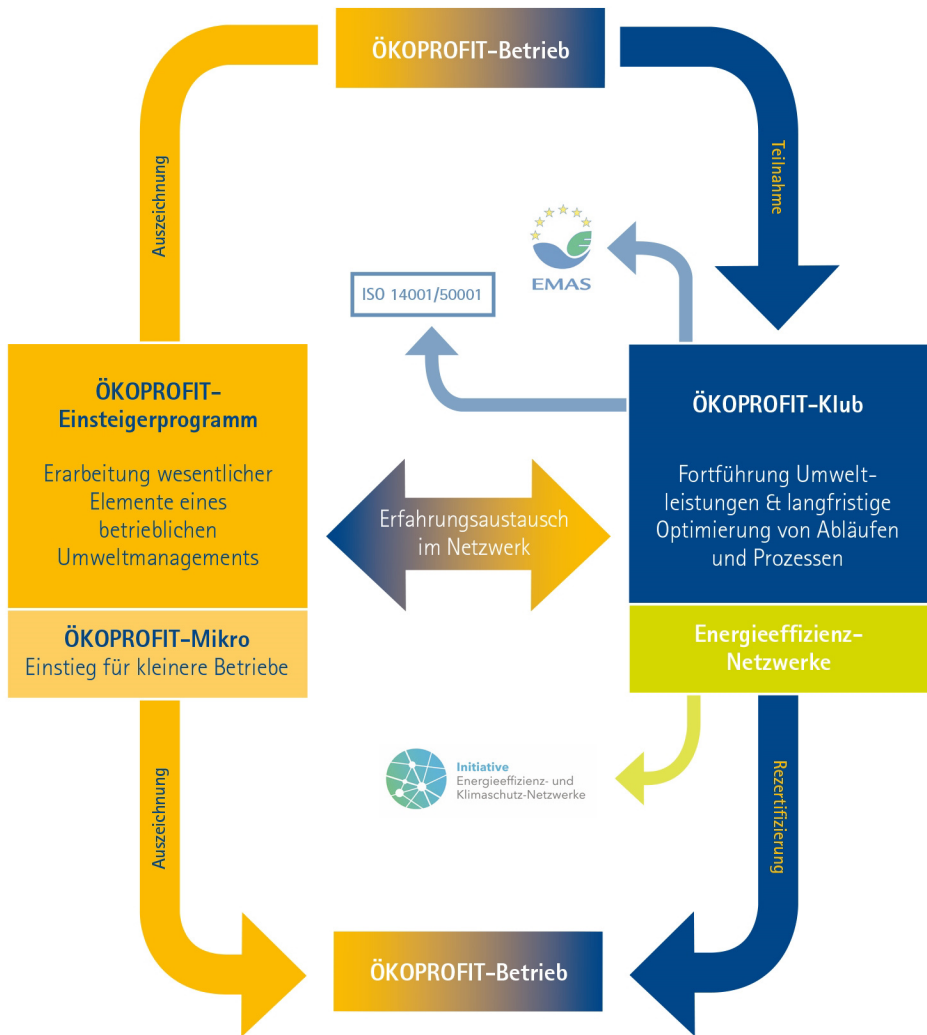 ÖKOPROFIT-Betrieb
Auszeichnung
Teilnahme
EMAS
ISO 14001/50001
ÖKOPROFIT-
Einsteigerprogramm
Erarbeitung wesentlicher
Elemente eines
betrieblichen
Umweltmanagements
ÖKOPROFIT-Mikro
Einstieg für kleinere Betriebe
Erfahrungsaustausch
im Netzwerk
ÖKOPROFIT-Klub
Fortführung Umwelt-
leistungen & langfristige
Optimierung von Abläufen
und Prozessen
Energieeffizienz-
Netzwerke
Initiative
Energieeffizienz- und
Klimaschutz-Netzwerke
Auszeichnung
Rezertifizierung
ÖKOPROFIT-Betrieb